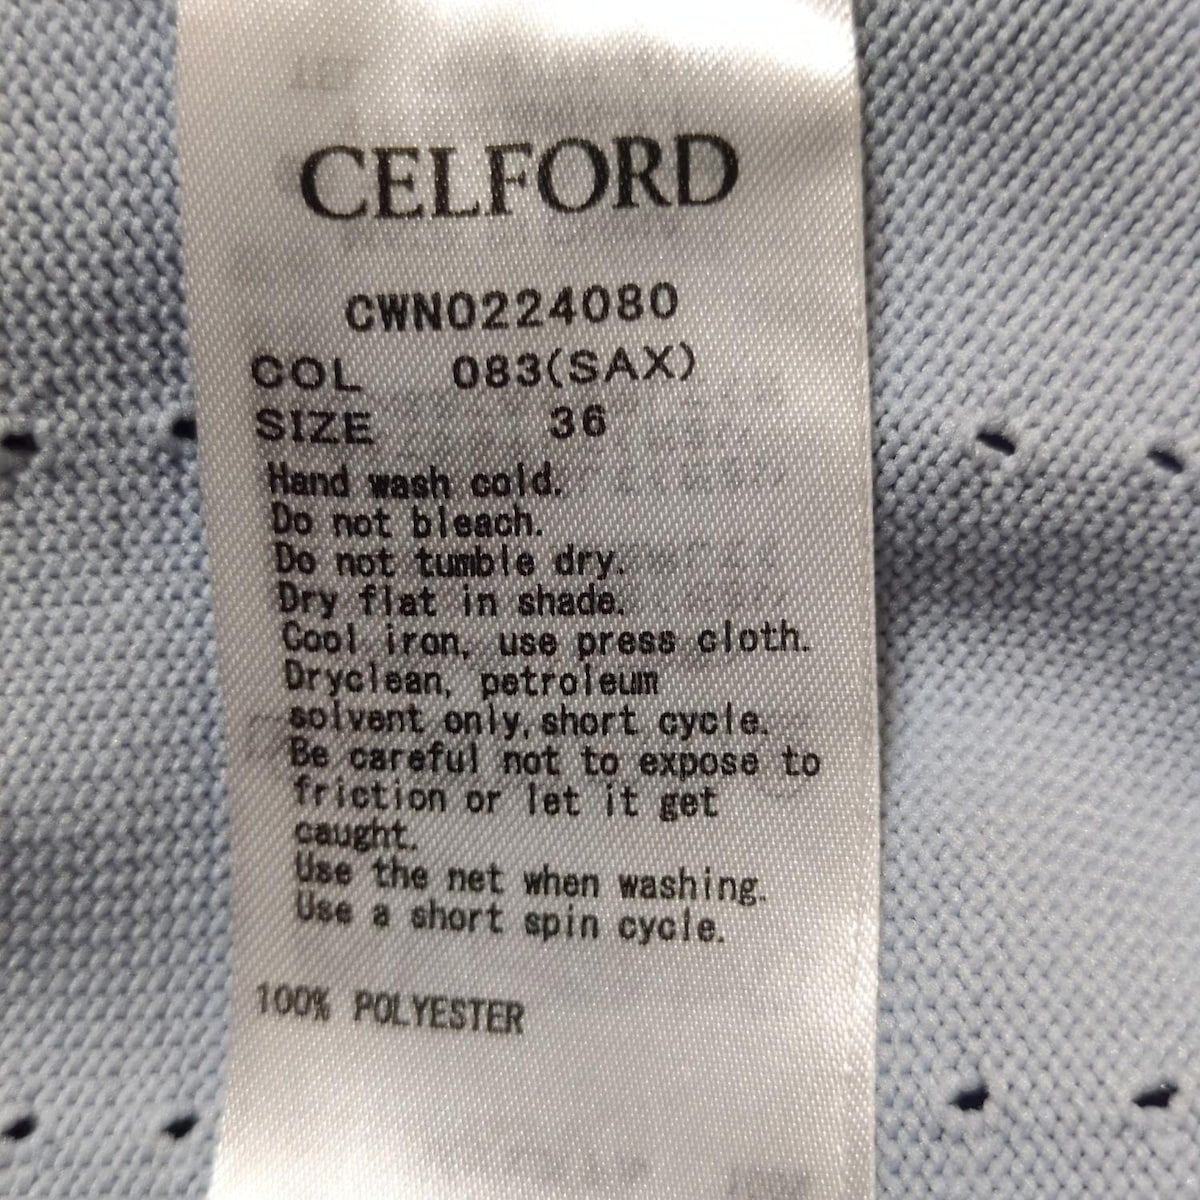 CELFORD
CWNO224080
COL 083(SAX)
SIZE 36
Hand wash cold.
Do not bleach.
Do not tumble dry.
Dry flat in shade.
Cool iron, use press cloth.
Dryclean, petroleum
solvent only, short cycle.
Be careful not to expose to
friction or let it get
caught.
Use the net when washing.
Use a short spin cycle.
100% POLYESTER